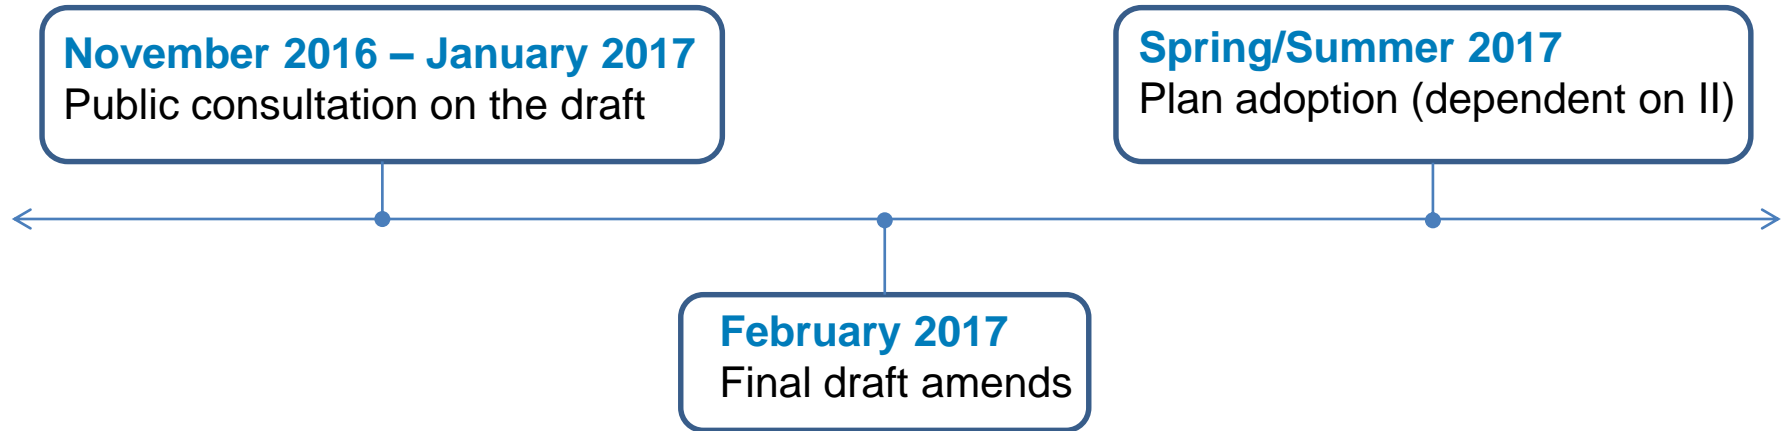 November 2016 – January 2017
Public consultation on the draft
February 2017
Final draft amends
Spring/Summer 2017
Plan adoption (dependent on II)